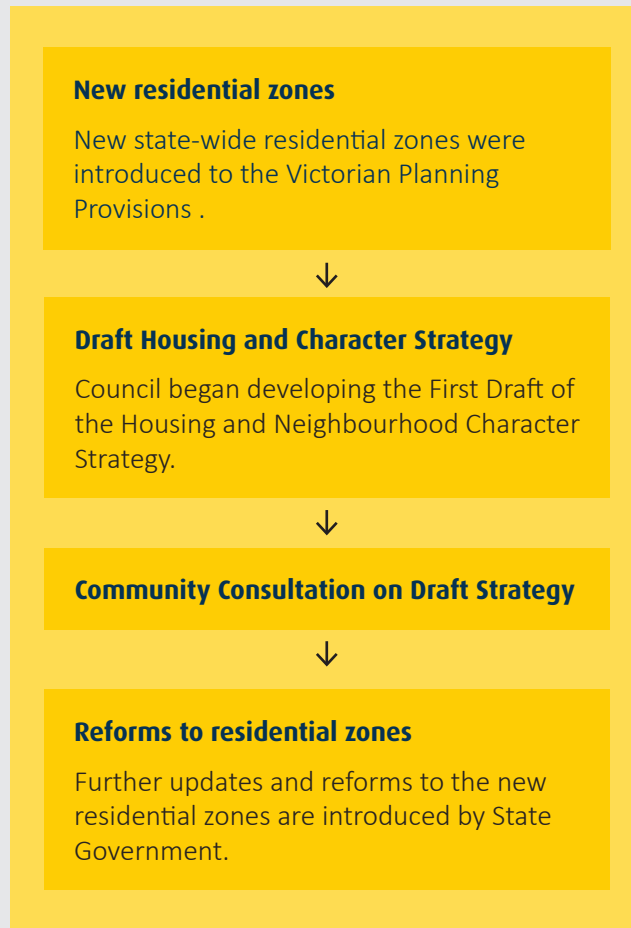 New residential zones
New state-wide residential zones were
introduced to the Victorian Planning
Provisions .
Draft Housing and Character Strategy
Council began developing the First Draft of
the Housing and Neighbourhood Character
Strategy.
Community Consultation on Draft Strategy
Reforms to residential zones
Further updates and reforms to the new
residential zones are introduced by State
Government.